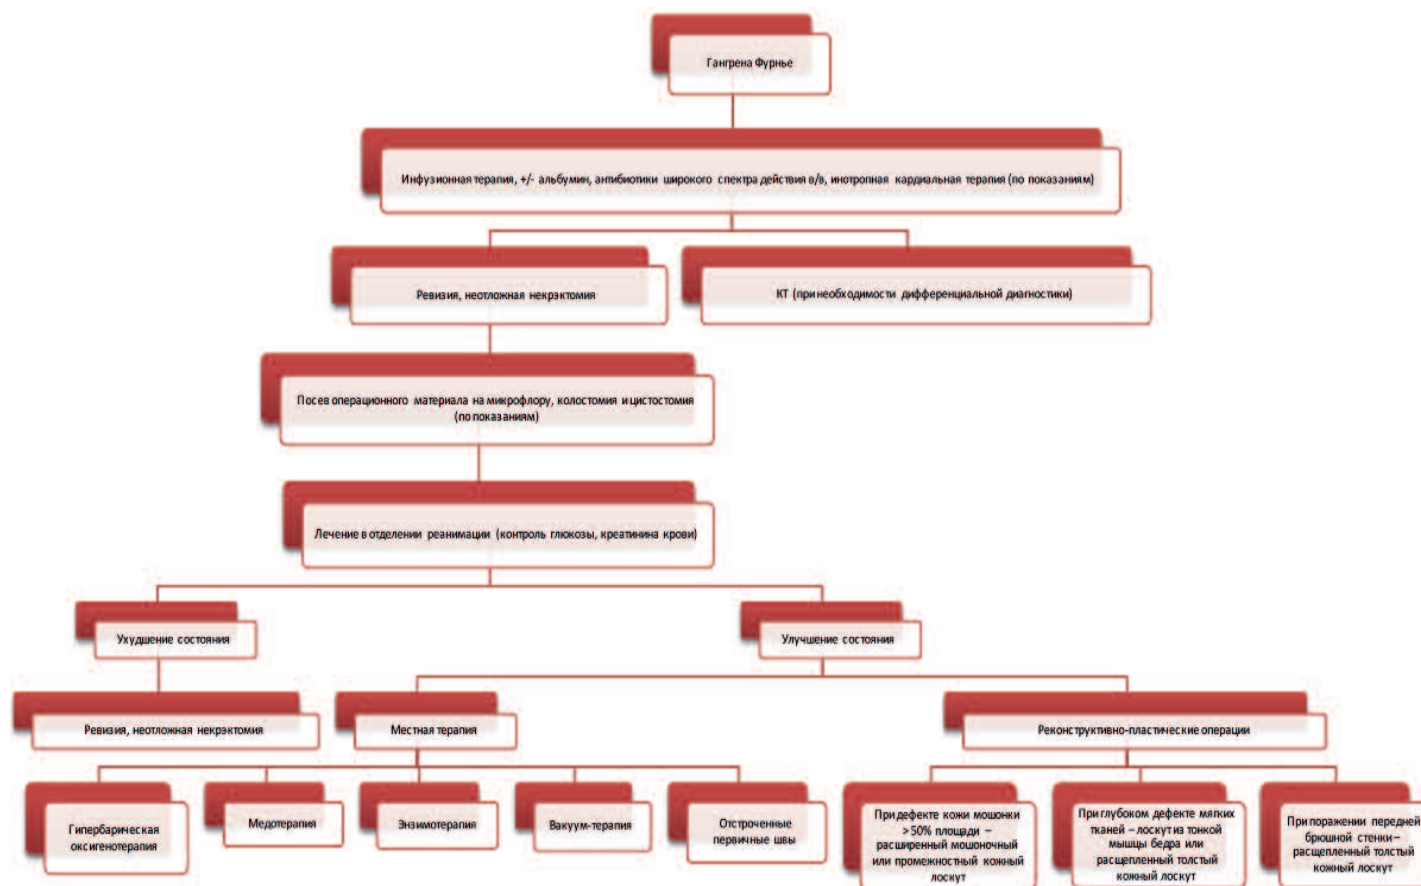 Гангрена Фурнье
Инфузионная терапия, +/- альбумин, антибиотики широкого спектра действия в/в, инотропная кардиальная терапия (по показаниям)
Ревизия, неотложная некрэктомия
КТ (при необходимости дифференциальной диагностики)
Посев операционного материала на микрофлору, колостомия и цистостомия
(по показаниям)
Лечение в отделении реанимации (контроль глюкозы, креатинина крови)
Ухудшение состояния
Улучшение состояния
Ревизия, неотложная некрэктомия
Местная терапия
Реконструктивно-пластические операции
Гипербарическая
оксигенотерапия
Медотерапия
Энзимотерапия
Вакуум-терапия
Отстроченные
первичные швы
При дефекте кожи мошонки
> 50% площади –
расширенный мошоночный
или промежностный кожный
лоскут
При глубоком дефекте мягких
тканей – лоскут из тонкой
мышцы бедра или
расщепленный толстый
кожный лоскут
При поражении передней
брюшной стенки –
расщепленный толстый
кожный лоскут